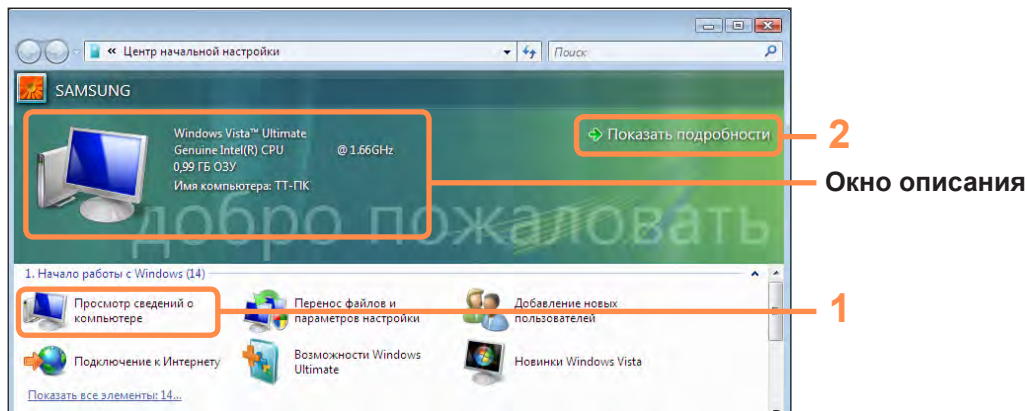 « Центр начальной настройки
Поиск
SAMSUNG
Windows Vista™ Ultimate
Genuine Intel(R) CPU @ 1.66GHz
0,99 ГБ ОЗУ
Имя компьютера: ТТ-ПК
Показать подробности
2
Окно описания
добро пожаловать
1. Начало работы с Windows (14)
Просмотр сведений о
компьютере
Перенос файлов и
параметров настройки
Добавление новых
пользователей
1
Подключение к Интернету
Возможности Windows
Ultimate
Новинки Windows Vista
Показать все элементы: 14...